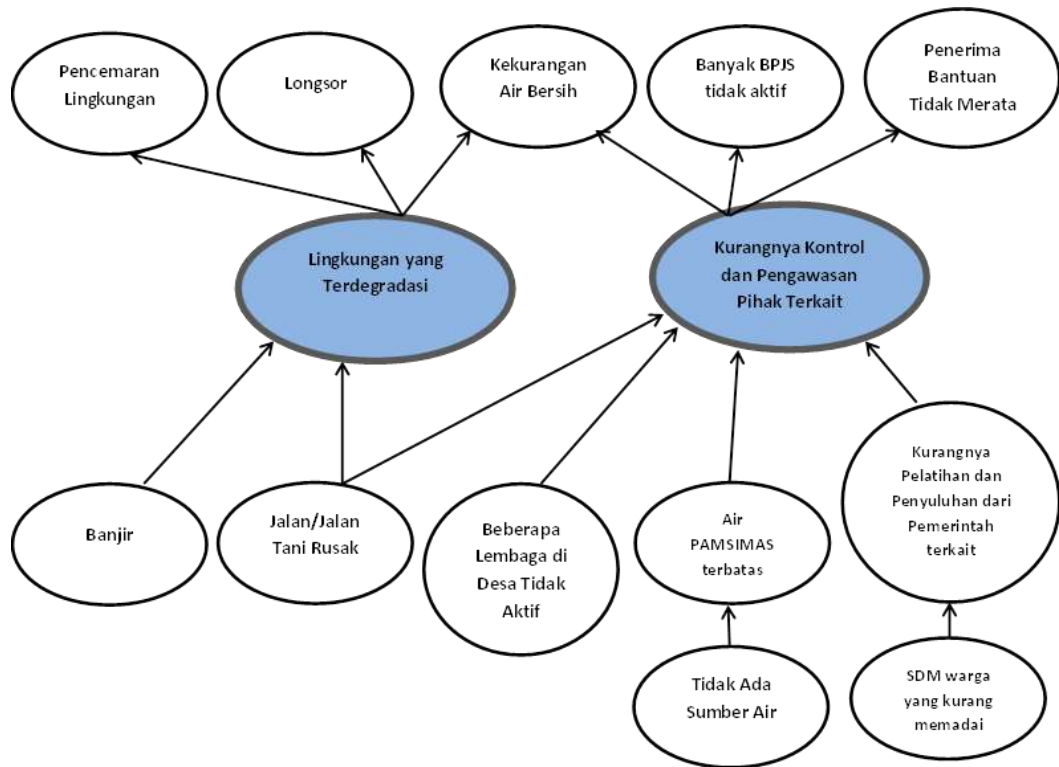 Pencemaran
Lingkungan
Longsor
Kekurangan
Air Bersih
Banyak BPJS
tidak aktif
Penerima
Bantuan
Tidak Merata
Lingkungan yang
Terdegradasi
Kurangnya Kontrol
dan Pengawasan
Pihak Terkait
Banjir
Jalan/Jalan
Tani Rusak
Beberapa
Lembaga di
Desa Tidak
Aktif
Air
PAMSIMAS
terbatas
Kurangnya
Pelatihan dan
Penyuluhan dari
Pemerintah
terkait
Tidak Ada
Sumber Air
SDM warga
yang kurang
memadai